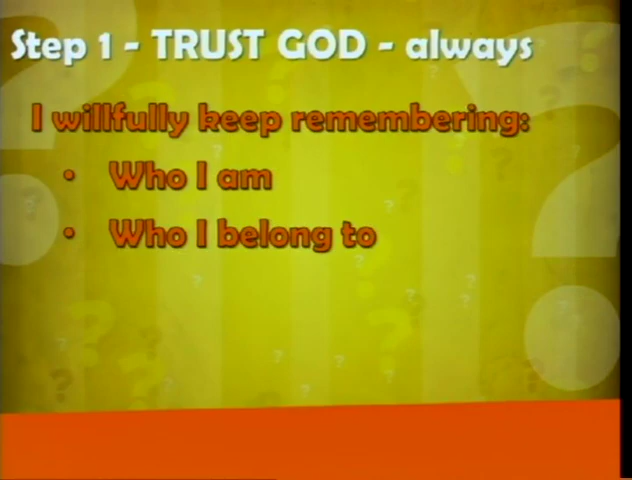 Step 1 - TRUST GOD - always
I willfully keep remembering:
• Who I am
• Who I belong to